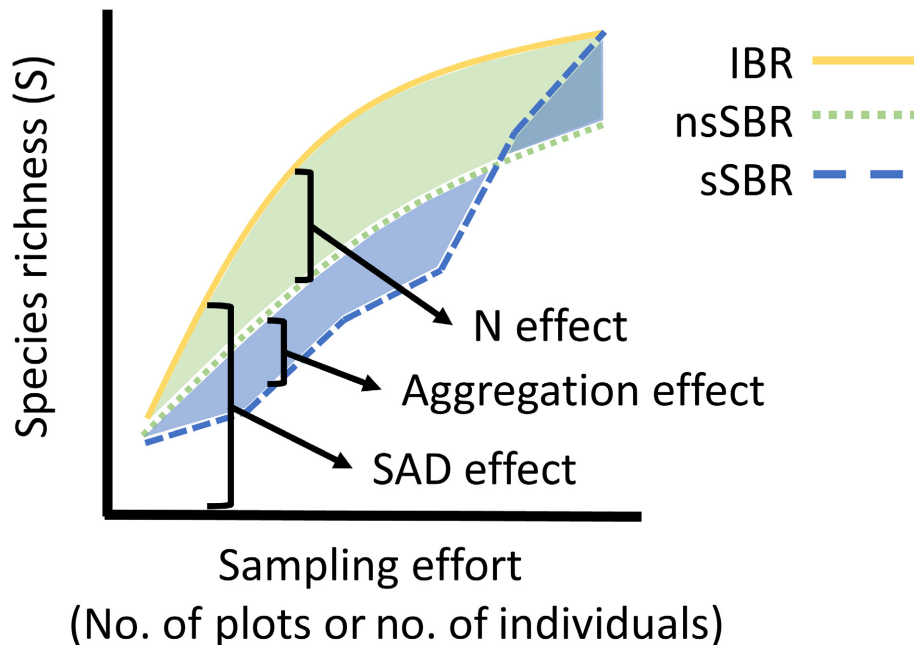 Species richness (S)
IBR
nsSBR
sSBR
N effect
Aggregation effect
SAD effect
Sampling effort
(No. of plots or no. of individuals)